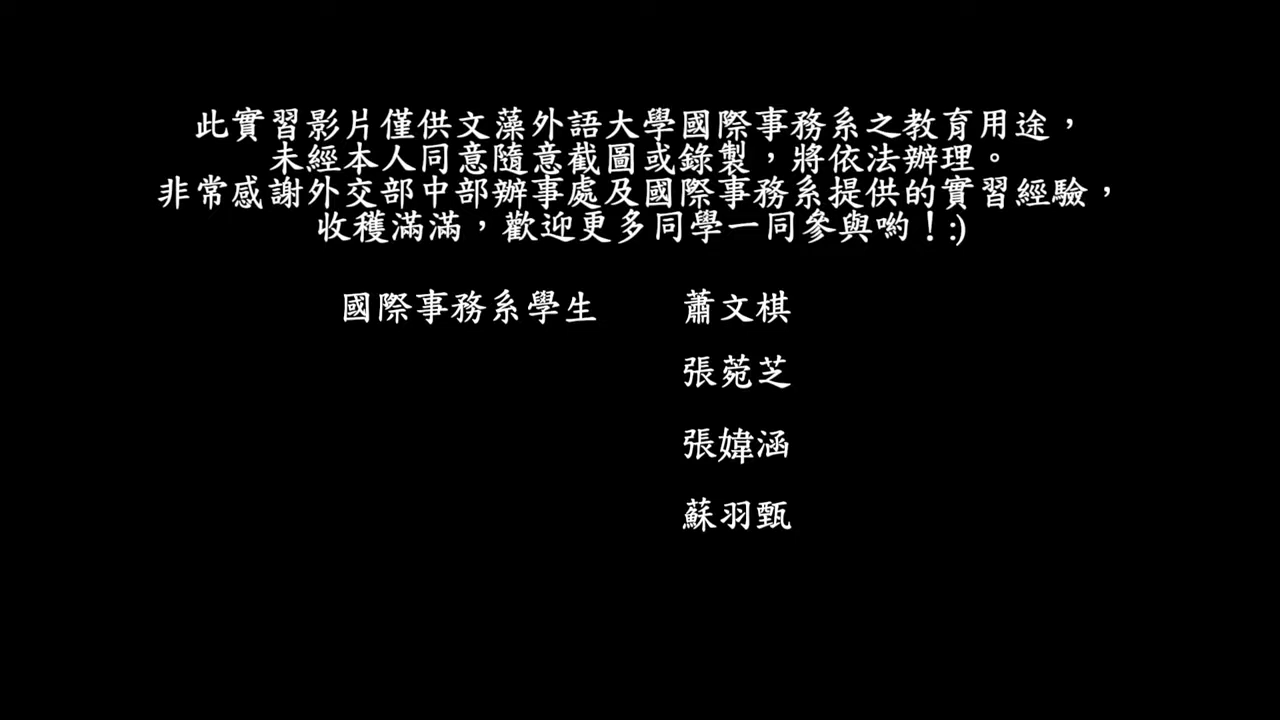 此實習影片僅供文藻外語大學國際事務系之教育用途，
未經本人同意隨意截圖或錄製，將依法辦理。
非常感謝外交部中部辦事處及國際事務系提供的實習經驗，
收穫滿滿，歡迎更多同學一同參與喲！:)
國際事務系學生 蕭文棋
張菀芝
張媁涵
蘇羽甄